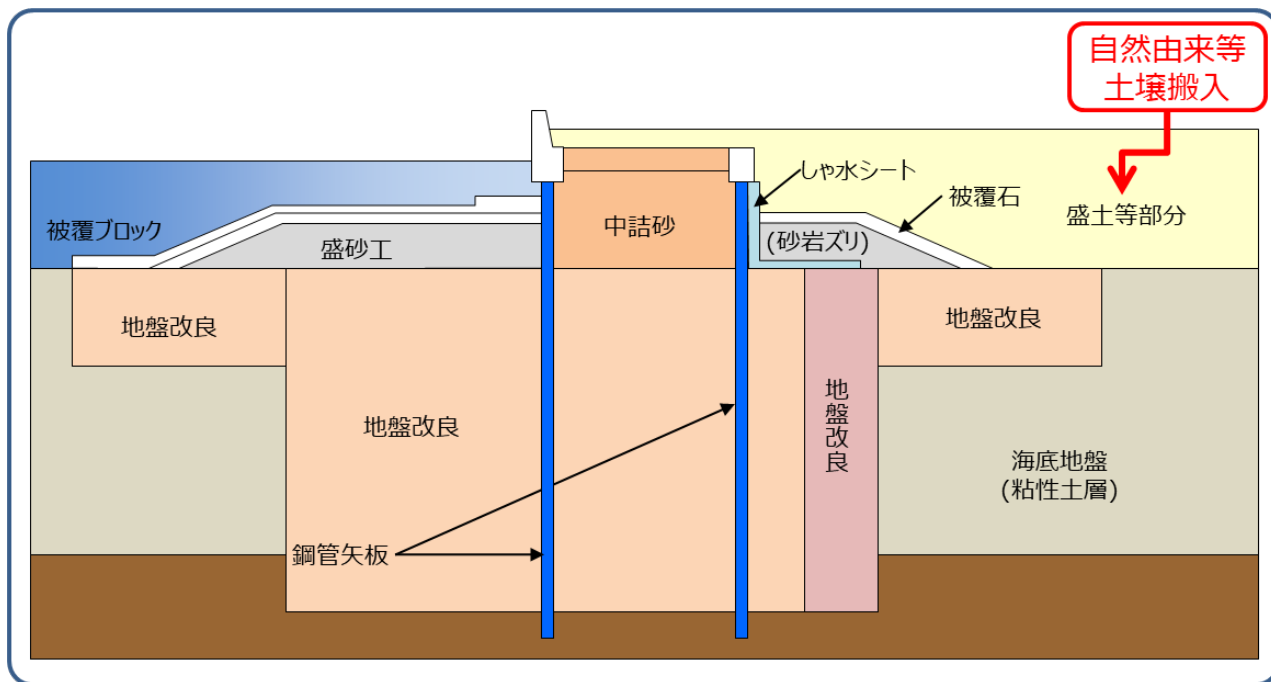 自然由来等
土壌搬入
しゃ水シート
被覆石
被覆ブロック
中詰砂
盛土等部分
盛砂工
(砂岩ズリ)
地盤改良
地盤改良
地盤改良
地盤改良
海底地盤
(粘性土層)
鋼管矢板